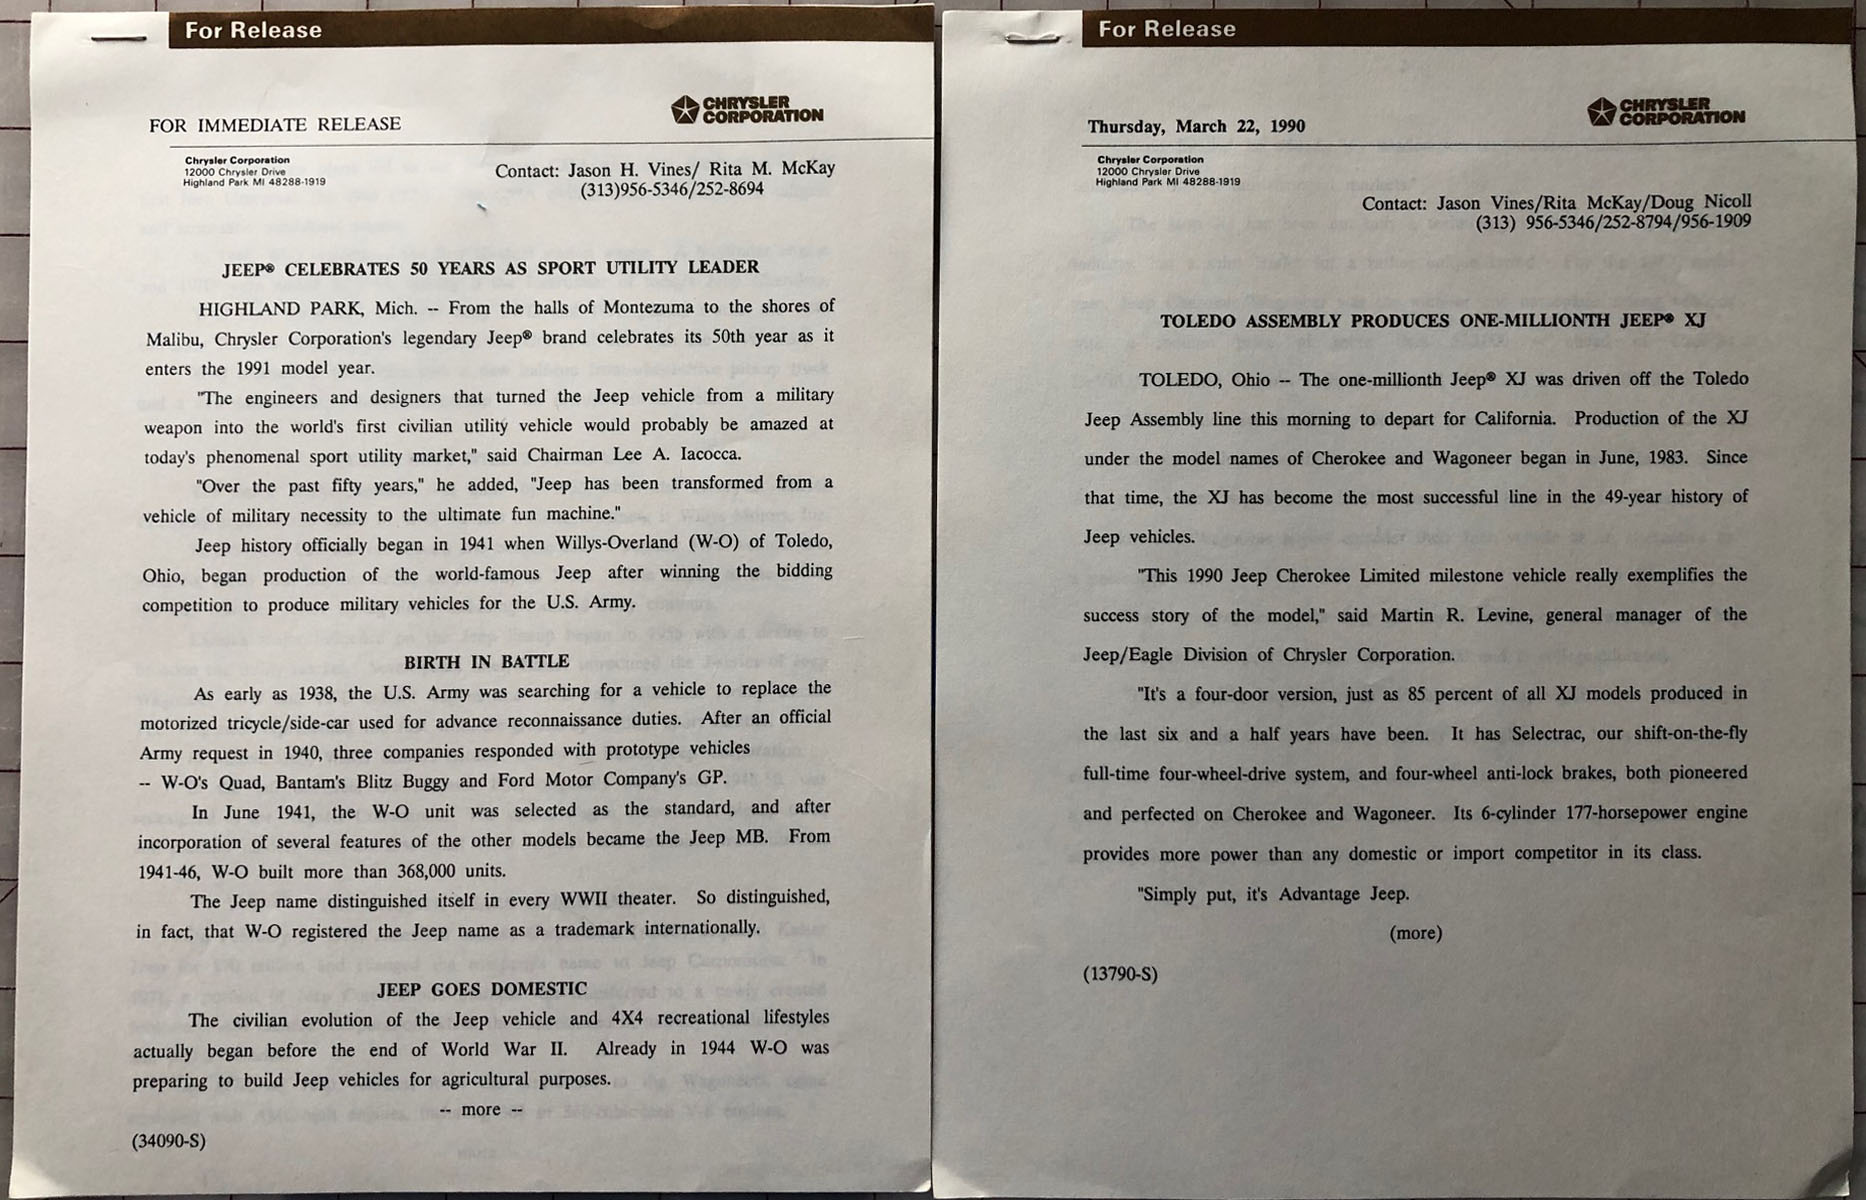 For Release
CHRYSLER
CORPORATION
FOR IMMEDIATE RELEASE
Chrysler Corporation
12000 Chrysler Drive
Highland Park MI 48288-1919
Contact: Jason H. Vines/ Rita M. McKay
(313)956-5346/252-8694
JEEP® CELEBRATES 50 YEARS AS SPORT UTILITY LEADER
HIGHLAND PARK, Mich. -- From the halls of Montezuma to the shores of
Malibu, Chrysler Corporation's legendary Jeep® brand celebrates its 50th year as it
enters the 1991 model year.
"The engineers and designers that turned the Jeep vehicle from a military
weapon into the world's first civilian utility vehicle would probably be amazed at
today's phenomenal sport utility market," said Chairman Lee A. Iacocca.
"Over the past fifty years," he added, "Jeep has been transformed from a
vehicle of military necessity to the ultimate fun machine."
Jeep history officially began in 1941 when Willys-Overland (W-O) of Toledo,
Ohio, began production of the world-famous Jeep after winning the bidding
competition to produce military vehicles for the U.S. Army.
BIRTH IN BATTLE
As early as 1938, the U.S. Army was searching for a vehicle to replace the
motorized tricycle/side-car used for advance reconnaissance duties. After an official
Army request in 1940, three companies responded with prototype vehicles
-- W-O's Quad, Bantam's Blitz Buggy and Ford Motor Company's GP.
In June 1941, the W-O unit was selected as the standard, and after
incorporation of several features of the other models became the Jeep MB. From
1941-46, W-O built more than 368,000 units.
The Jeep name distinguished itself in every WWII theater. So distinguished,
in fact, that W-O registered the Jeep name as a trademark internationally.
JEEP GOES DOMESTIC
The civilian evolution of the Jeep vehicle and 4X4 recreational lifestyles
actually began before the end of World War II. Already in 1944 W-O was
preparing to build Jeep vehicles for agricultural purposes.
-- more --
(34090-S)
For Release
CHRYSLER
CORPORATION
Thursday, March 22, 1990
Chrysler Corporation
12000 Chrysler Drive
Highland Park MI 48288-1919
Contact: Jason Vines/Rita McKay/Doug Nicoll
(313) 956-5346/252-8794/956-1909
TOLEDO ASSEMBLY PRODUCES ONE-MILLIONTH JEEP® XJ
TOLEDO, Ohio -- The one-millionth Jeep® XJ was driven off the Toledo
Jeep Assembly line this morning to depart for California. Production of the XJ
under the model names of Cherokee and Wagoneer began in June, 1983. Since
that time, the XJ has become the most successful line in the 49-year history of
Jeep vehicles.
"This 1990 Jeep Cherokee Limited milestone vehicle really exemplifies the
success story of the model," said Martin R. Levine, general manager of the
Jeep/Eagle Division of Chrysler Corporation.
"It's a four-door version, just as 85 percent of all XJ models produced in
the last six and a half years have been. It has Selectrac, our shift-on-the-fly
full-time four-wheel-drive system, and four-wheel anti-lock brakes, both pioneered
and perfected on Cherokee and Wagoneer. Its 6-cylinder 177-horsepower engine
provides more power than any domestic or import competitor in its class.
"Simply put, it's Advantage Jeep.
(more)
(13790-S)